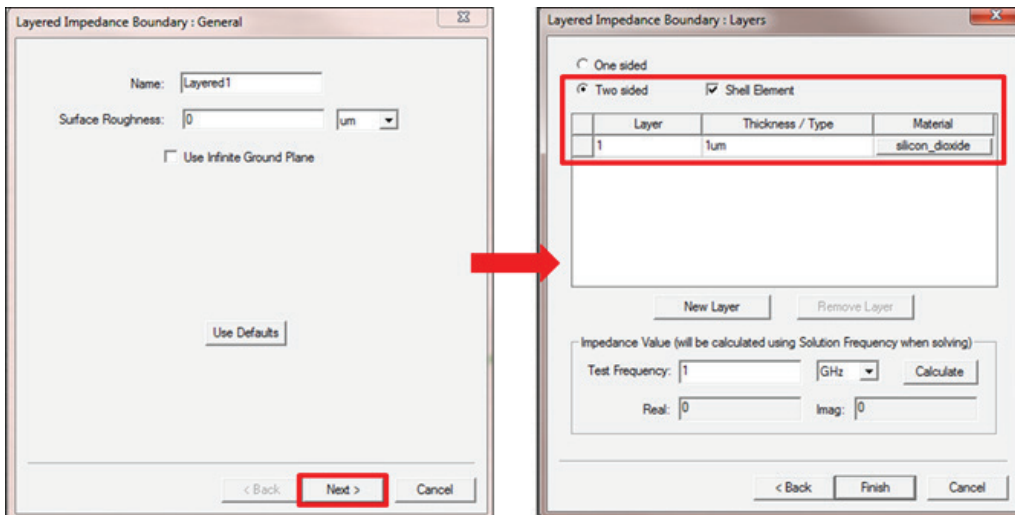 Layered Impedance Boundary : General
Name: Layered1
Surface Roughness: 0 um
Use Infinite Ground Plane
Use Defaults
< Back Next > Cancel
Layered Impedance Boundary : Layers
One sided
Two sided Shell Element
Layer Thickness / Type Material
1 1um silicon_dioxide
New Layer Remove Layer
Impedance Value (will be calculated using Solution Frequency when solving)
Test Frequency: 1 GHz Calculate
Real: 0 Imag: 0
< Back Finish Cancel